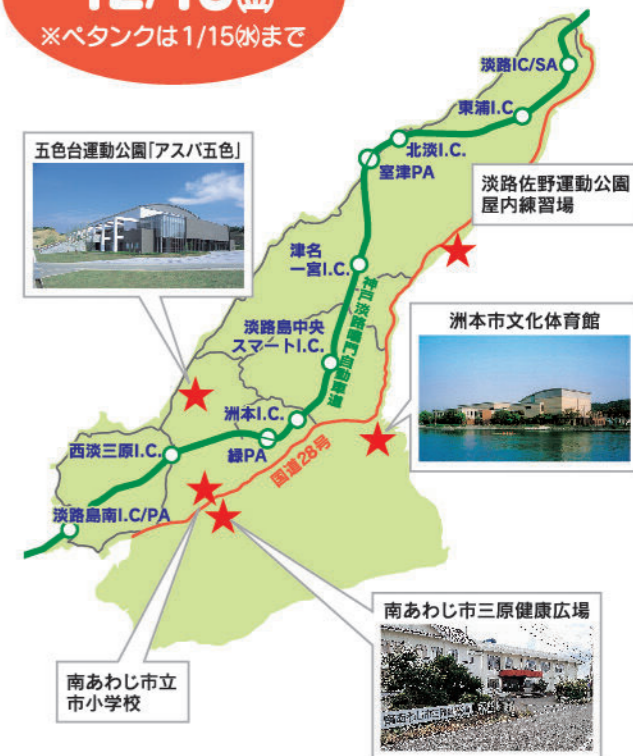 ※ペタンクは1/15㈬まで
淡路IC/SA
東浦I.C
北淡I.C.
室津PA
五色台運動公園「アスパ五色」
淡路佐野運動公園
屋内練習場
津名
一宮I.C.
神戸淡路鳴門自動車道
淡路島中央
スマートI.C.
洲本市文化体育館
洲本I.C.
西淡三原I.C.
緑PA
国道28号
淡路島南I.C/PA
南あわじ市三原健康広場
南あわじ市立
市小学校